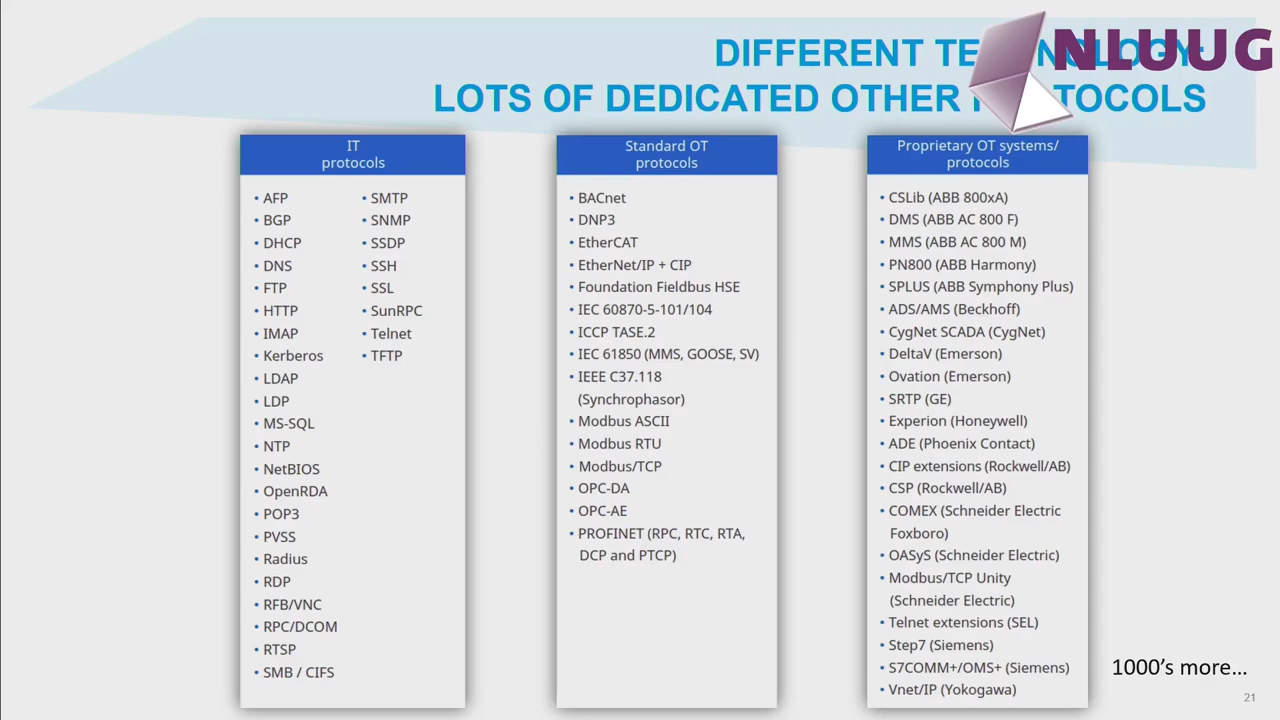 DIFFERENT TECHNOLOGY:
LOTS OF DEDICATED OTHER PROTOCOLS
NLUUG
IT
protocols
• AFP
• BGP
• DHCP
• DNS
• FTP
• HTTP
• IMAP
• Kerberos
• LDAP
• LDP
• MS-SQL
• NTP
• NetBIOS
• OpenRDA
• POP3
• PVSS
• Radius
• RDP
• RFB/VNC
• RPC/DCOM
• RTSP
• SMB / CIFS
• SMTP
• SNMP
• SSDP
• SSH
• SSL
• SunRPC
• Telnet
• TFTP
Standard OT
protocols
• BACnet
• DNP3
• EtherCAT
• EtherNet/IP + CIP
• Foundation Fieldbus HSE
• IEC 60870-5-101/104
• ICCP TASE.2
• IEC 61850 (MMS, GOOSE, SV)
• IEEE C37.118
(Synchrophasor)
• Modbus ASCII
• Modbus RTU
• Modbus/TCP
• OPC-DA
• OPC-AE
• PROFINET (RPC, RTC, RTA,
DCP and PTCP)
Proprietary OT systems/
protocols
• CSLib (ABB 800xA)
• DMS (ABB AC 800 F)
• MMS (ABB AC 800 M)
• PN800 (ABB Harmony)
• SPLUS (ABB Symphony Plus)
• ADS/AMS (Beckhoff)
• CygNet SCADA (CygNet)
• DeltaV (Emerson)
• Ovation (Emerson)
• SRTP (GE)
• Experion (Honeywell)
• ADE (Phoenix Contact)
• CIP extensions (Rockwell/AB)
• CSP (Rockwell/AB)
• COMEX (Schneider Electric
Foxboro)
• OASyS (Schneider Electric)
• Modbus/TCP Unity
(Schneider Electric)
• Telnet extensions (SEL)
• Step7 (Siemens)
• S7COMM+/OMS+ (Siemens)
• Vnet/IP (Yokogawa)
1000's more…
21